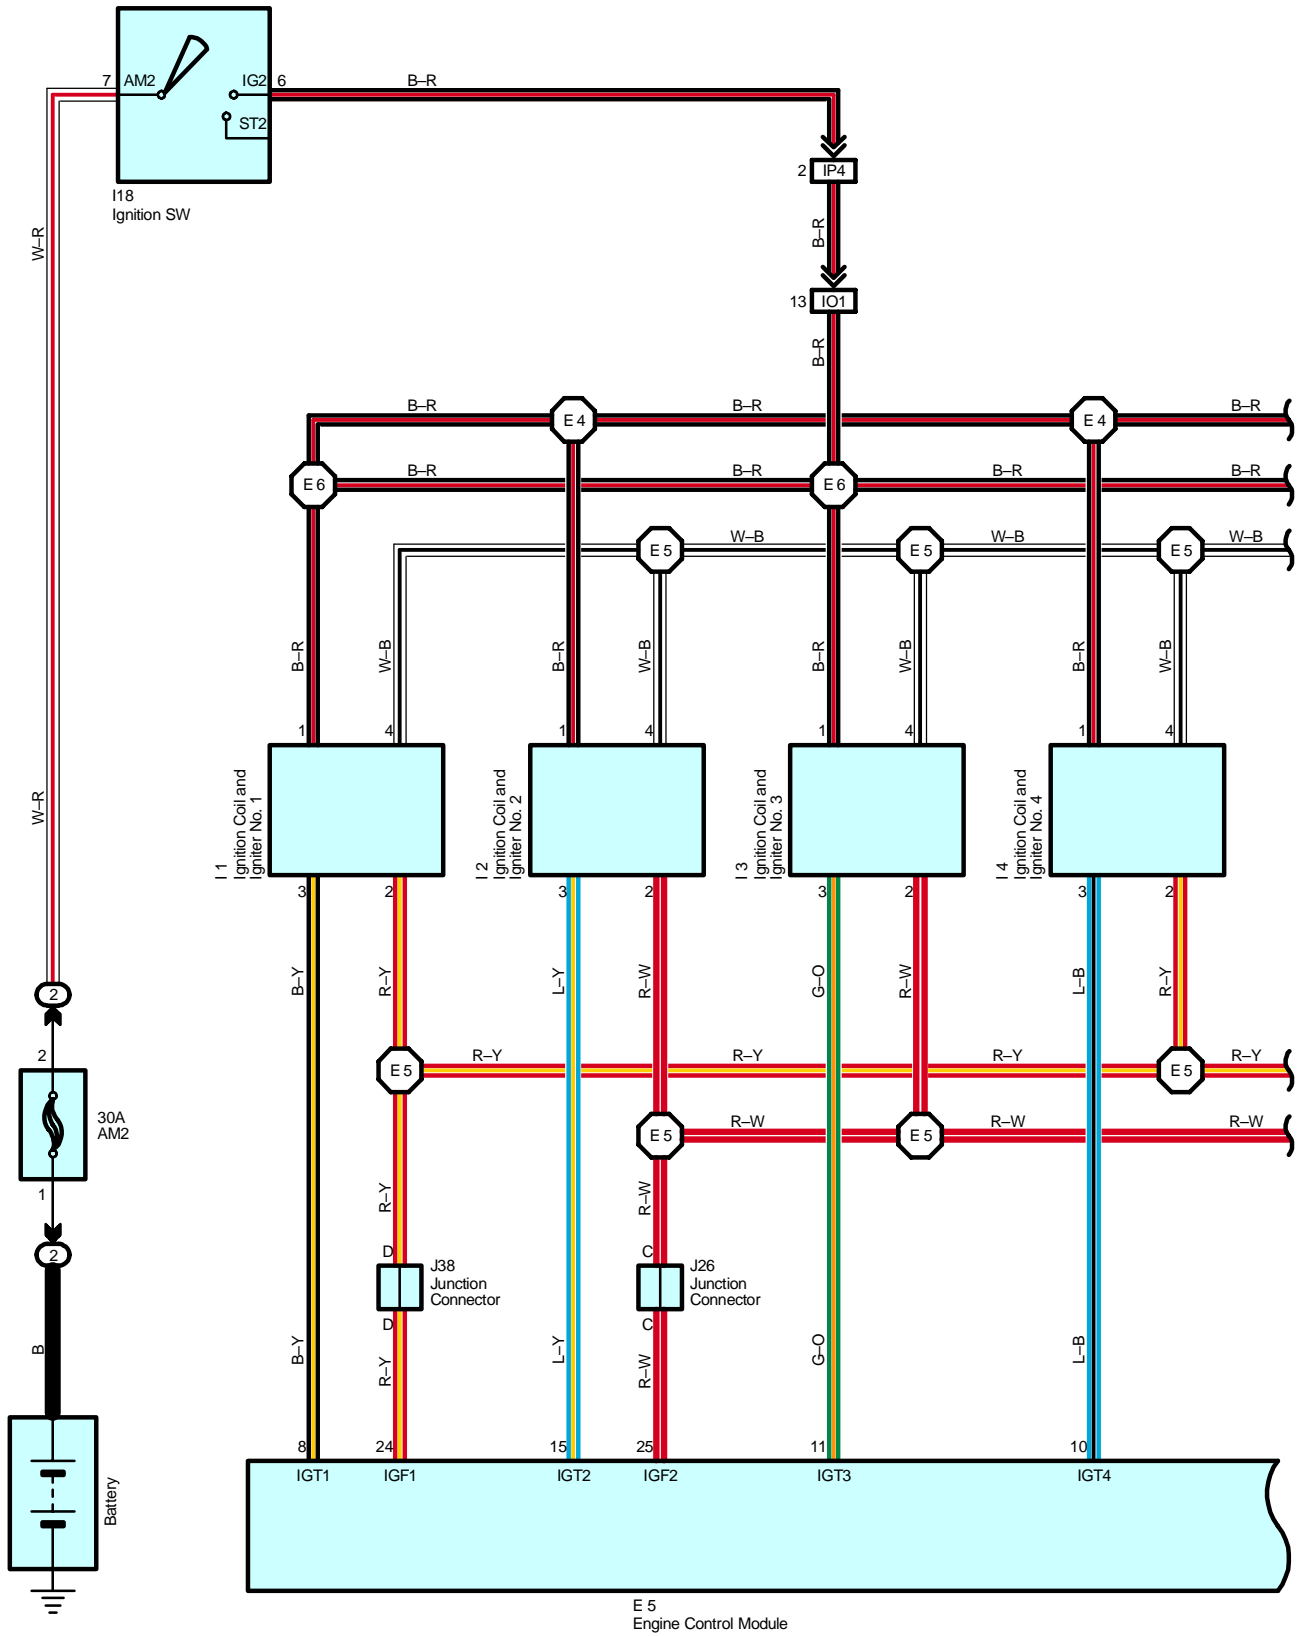 7
AM2
IG2
6
B–R
ST2
I18
Ignition SW
W–R
2
IP4
B–R
13
IO1
B–R
B–R
E 4
B–R
E 4
B–R
E 6
B–R
B–R
E 6
B–R
B–R
E 5
W–B
E 5
W–B
E 5
W–B
B–R
W–B
B–R
W–B
B–R
W–B
B–R
W–B
1
4
1
4
1
4
1
4
W–R
I 1
Ignition Coil and
Igniter No. 1
I 2
Ignition Coil and
Igniter No. 2
I 3
Ignition Coil and
Igniter No. 3
I 4
Ignition Coil and
Igniter No. 4
3
2
3
2
3
2
3
2
B–Y
R–Y
L–Y
R–W
G–O
R–W
L–B
R–Y
2
2
30A
AM2
1
2
E 5
R–Y
R–Y
R–Y
E 5
R–Y
E 5
R–W
E 5
R–W
R–W
R–Y
R–W
D
J38
Junction
Connector
D
C
J26
Junction
Connector
C
B
B–Y
R–Y
L–Y
R–W
G–O
L–B
Battery
8
24
15
25
11
10
IGT1
IGF1
IGT2
IGF2
IGT3
IGT4
E 5
Engine Control Module